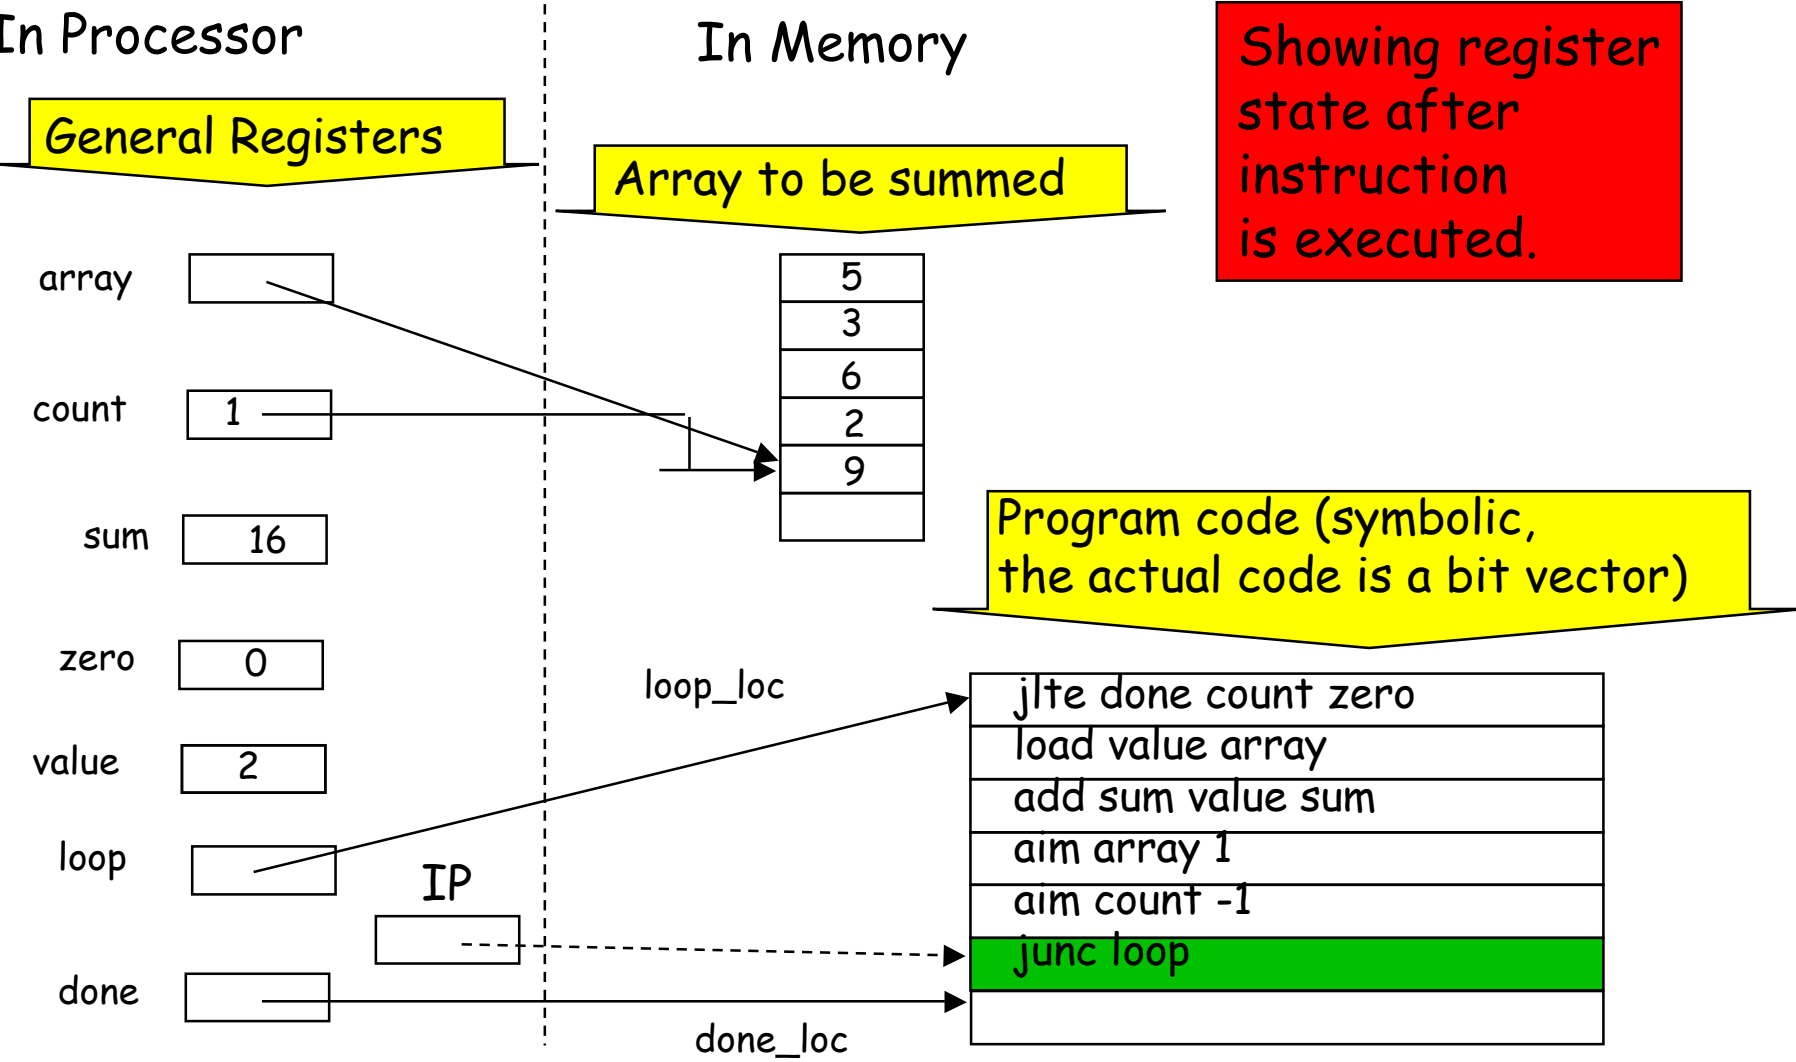 In Processor
In Memory
Showing register
state after
instruction
is executed.
General Registers
Array to be summed
array
5
3
6
2
9
count
1
sum
16
zero
0
value
2
loop
IP
done
loop_loc
done_loc
Program code (symbolic,
the actual code is a bit vector)
jlte done count zero
load value array
add sum value sum
aim array 1
aim count -1
junc loop